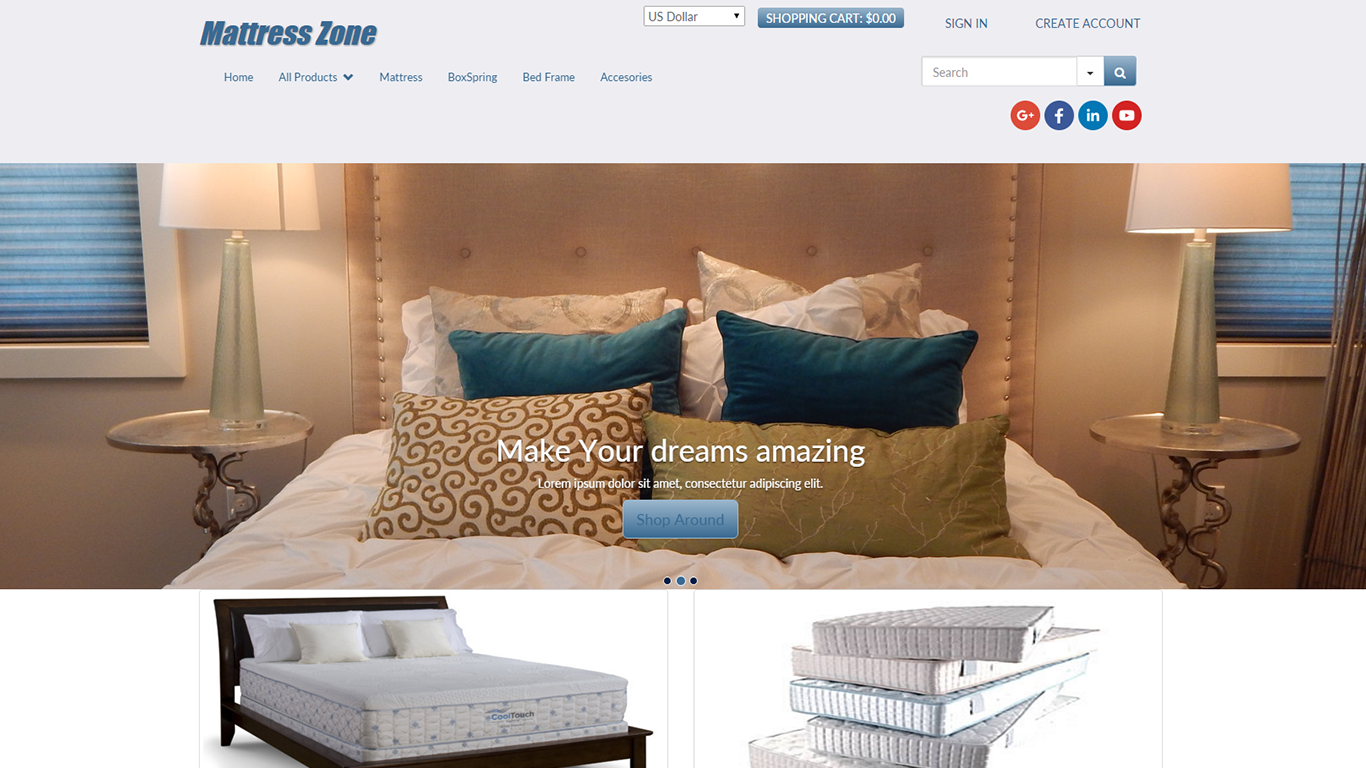 Mattress Zone
US Dollar
SHOPPING CART: $0.00
SIGN IN
CREATE ACCOUNT
Home
All Products
Mattress
BoxSpring
Bed Frame
Accesories
Search
G+
f
in
Make Your dreams amazing
Lorem ipsum dolor sit amet, consectetur adipiscing elit.
Shop Around
CoolTouch